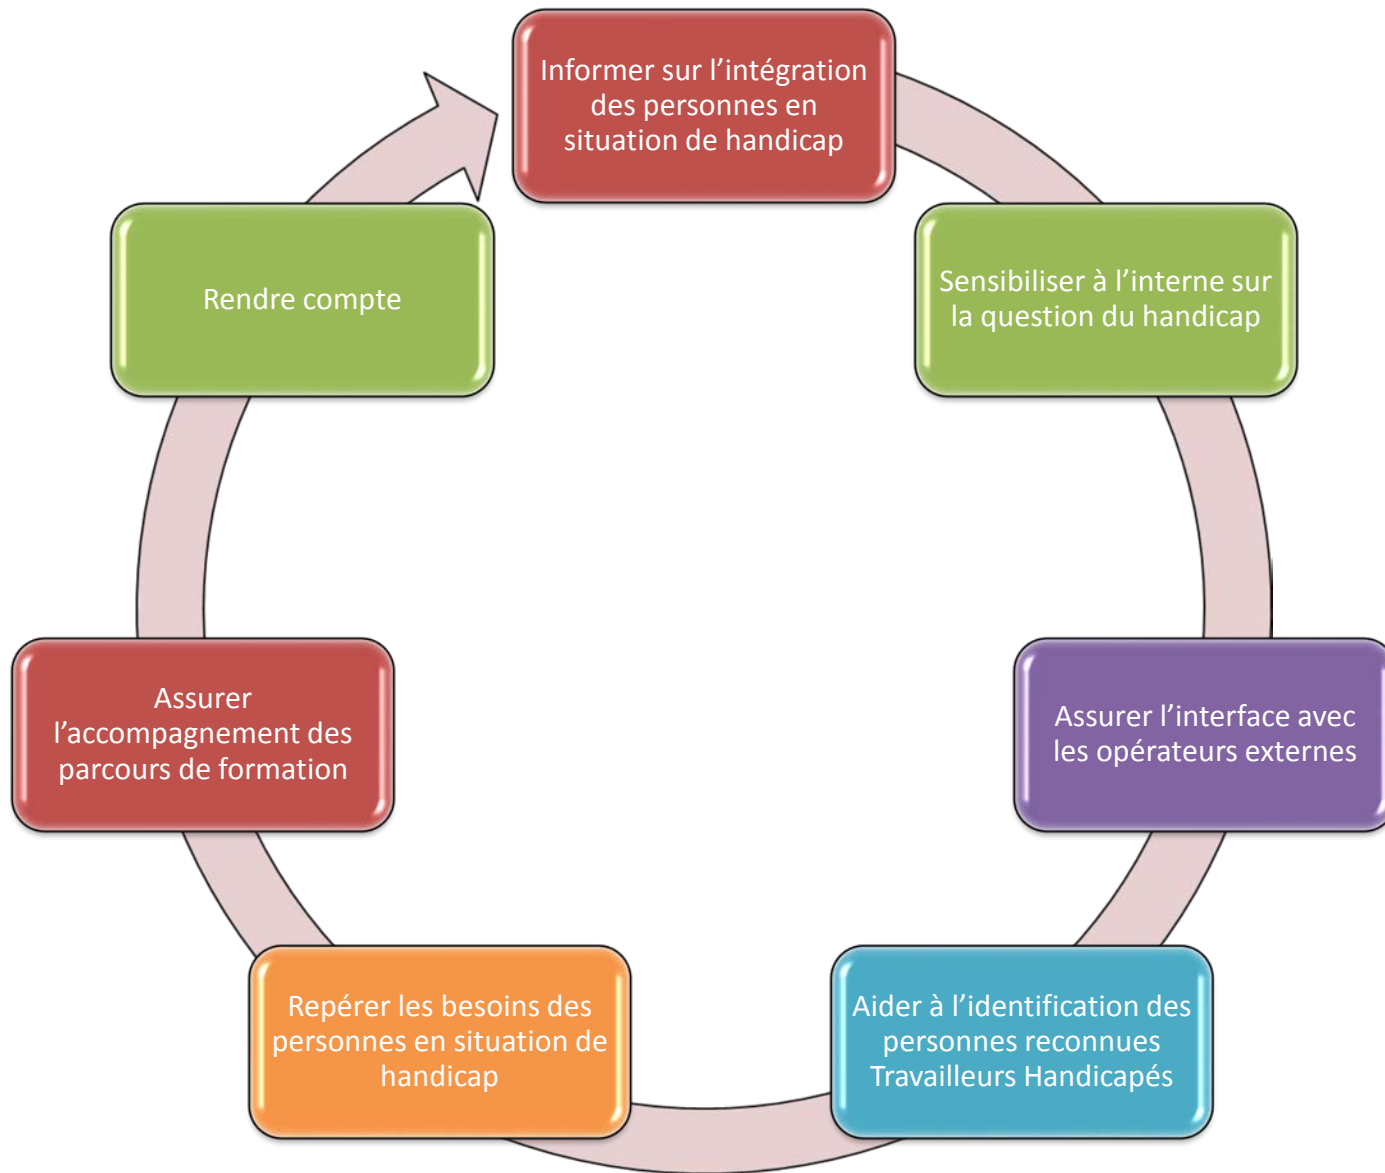 Informer sur l’intégration
des personnes en
situation de handicap
Sensibiliser à l’interne sur
la question du handicap
Assurer l’interface avec
les opérateurs externes
Aider à l’identification des
personnes reconnues
Travailleurs Handicapés
Repérer les besoins des
personnes en situation de
handicap
Assurer
l’accompagnement des
parcours de formation
Rendre compte